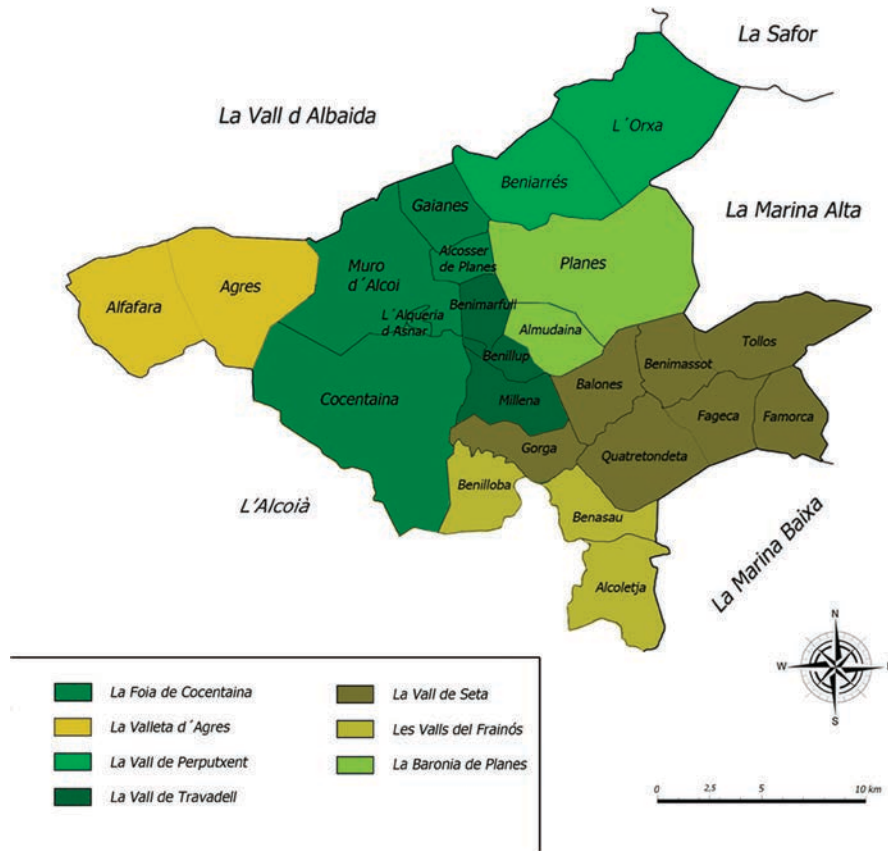 La Safor
La Vall d Albaida
L´Orxa
Beniarrés
Gaianes
La Marina Alta
Alcosser
de Planes
Planes
Muro
d´Alcoi
Agres
Alfafara
Benimarfull
L´Alqueria
d Asnar
Almudaina
Tollos
Benimassot
Benillup
Balones
Cocentaina
Millena
Fageca
Famorca
Gorga
Quatretondeta
Benilloba
L'Alcoià
Benasau
La Marina Baixa
Alcoletja
N
W
S
La Foia de Cocentaina
La Valleta d´Agres
La Vall de Perputxent
La Vall de Travadell
La Vall de Seta
Les Valls del Frainós
La Baronia de Planes
0 2,5 5 10 km